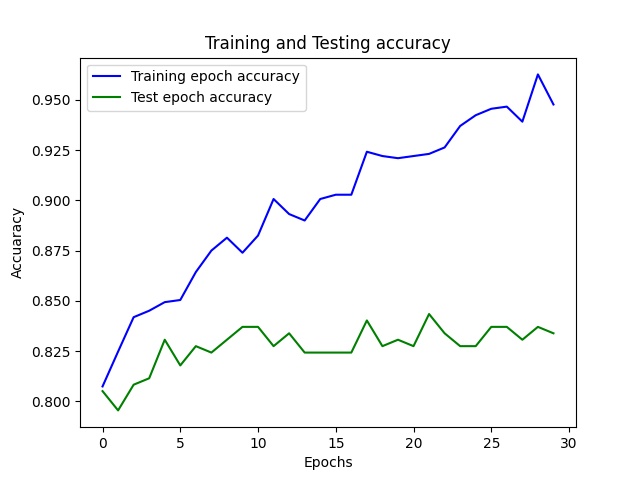 Training and Testing accuracy
Training epoch accuracy
Test epoch accuracy
0.950
0.925
0.900
0.875
0.850
0.825
0.800
Accuaracy
0 5 10 15 20 25 30
Epochs